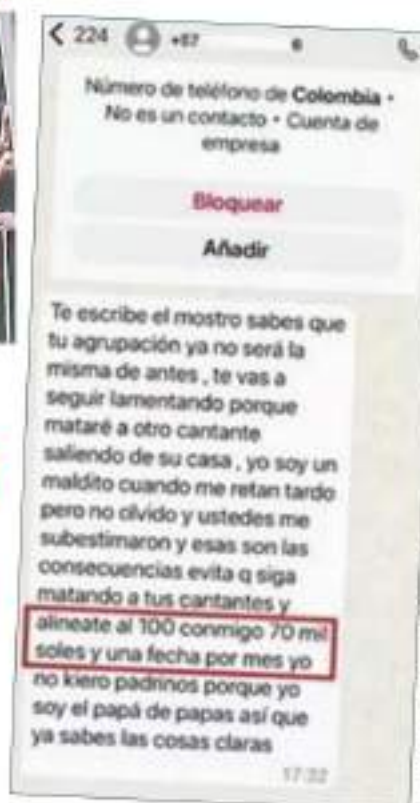 224 +57 6
Número de teléfono de Colombia •
No es un contacto • Cuenta de
empresa
Bloquear
Añadir
Te escribe el mostro sabes que
tu agrupación ya no será la
misma de antes , te vas a
seguir lamentando porque
mataré a otro cantante
saliendo de su casa , yo soy un
maldito cuando me retan tardo
pero no olvido y ustedes me
subestimaron y esas son las
consecuencias evita q siga
matando a tus cantantes y
alineate al 100 conmigo 70 mil
soles y una fecha por mes yo
no kiero padrinos porque yo
soy el papá de papas así que
ya sabes las cosas claras
17:32